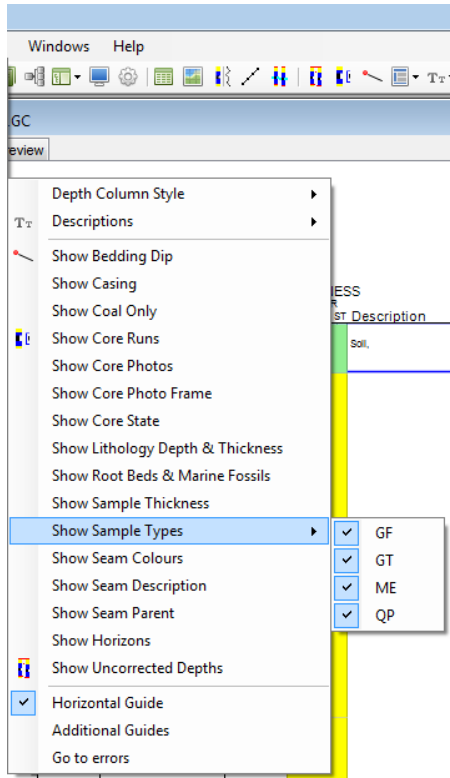 Windows Help
GC
eview
Depth Column Style
Descriptions
Show Bedding Dip
Show Casing
Show Coal Only
Show Core Runs
Show Core Photos
Show Core Photo Frame
Show Core State
Show Lithology Depth & Thickness
Show Root Beds & Marine Fossils
Show Sample Thickness
Show Sample Types
Show Seam Colours
Show Seam Description
Show Seam Parent
Show Horizons
Show Uncorrected Depths
Horizontal Guide
Additional Guides
Go to errors
GF
GT
ME
QP
IESS
R
ST Description
Soil,